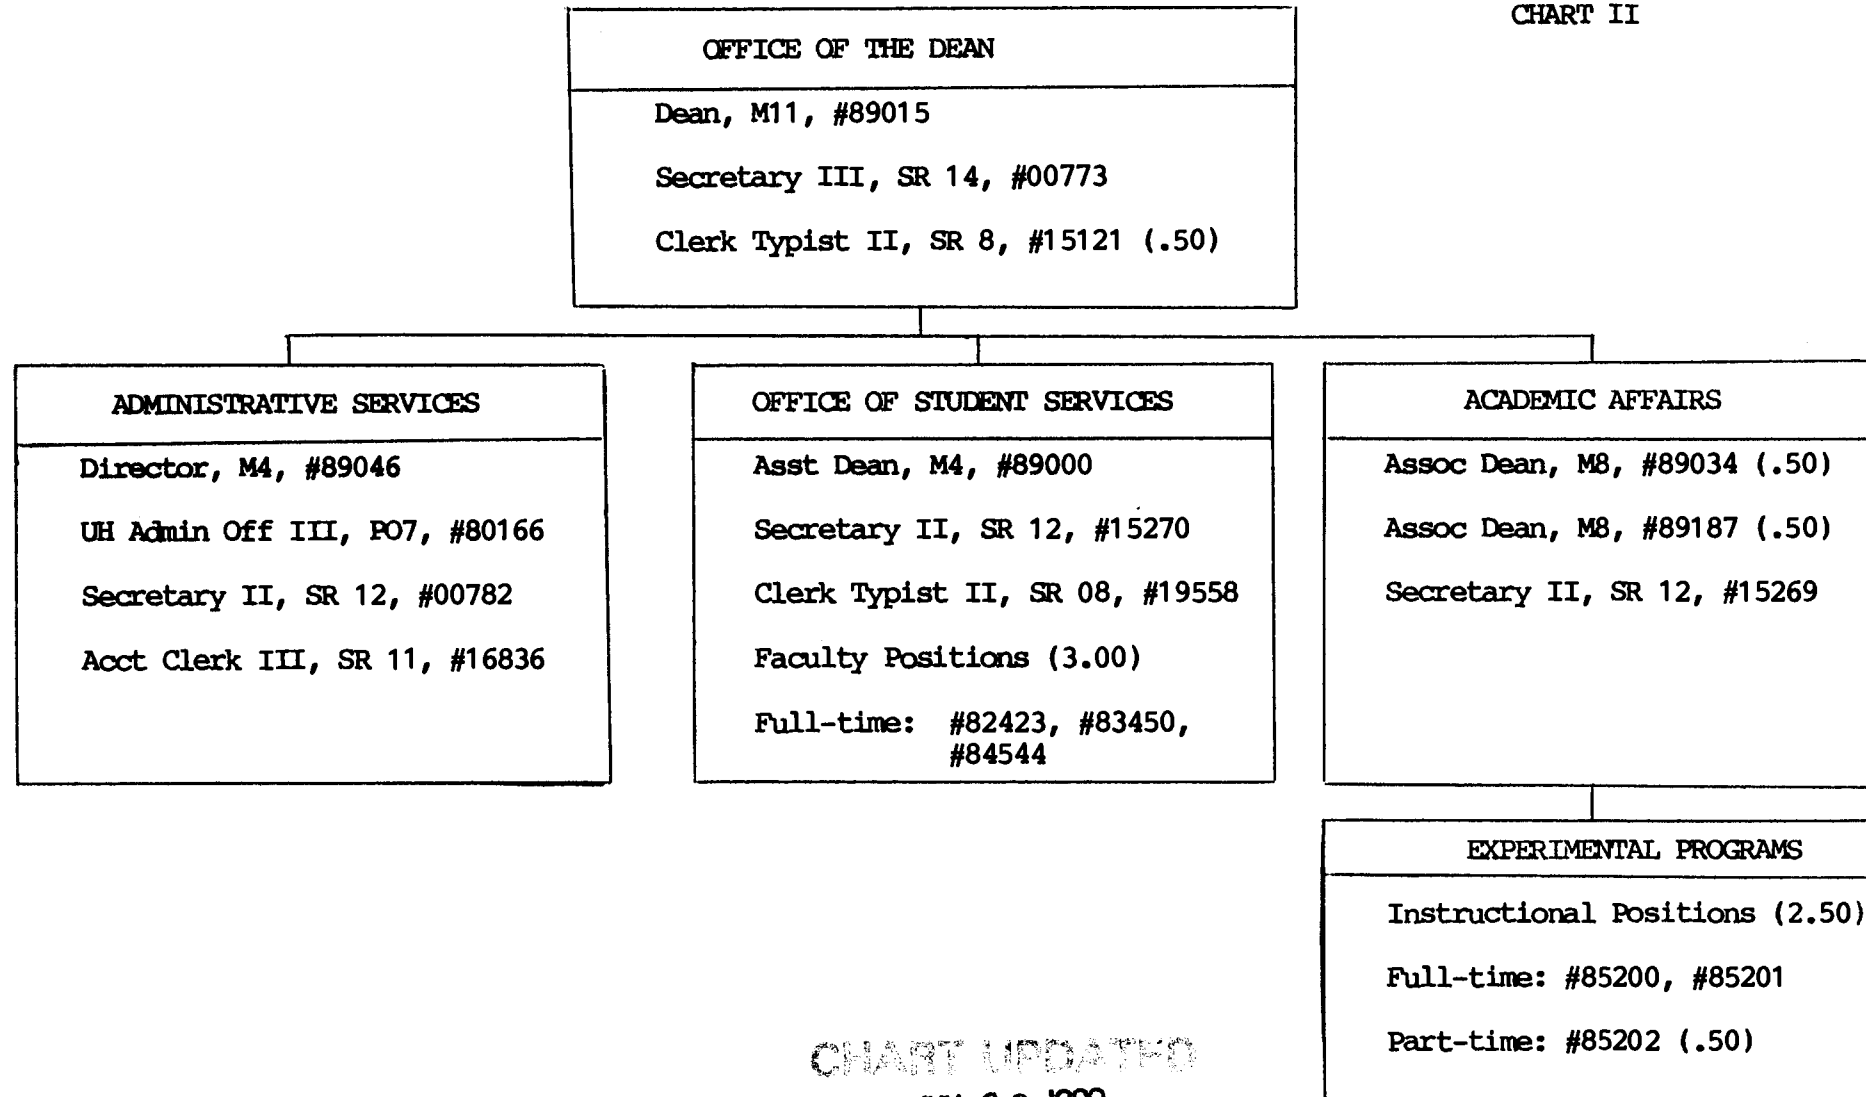 CHART II
OFFICE OF THE DEAN
Dean, M11, #89015
Secretary III, SR 14, #00773
Clerk Typist II, SR 8, #15121 (.50)
ADMINISTRATIVE SERVICES
Director, M4, #89046
UH Admin Off III, PO7, #80166
Secretary II, SR 12, #00782
Acct Clerk III, SR 11, #16836
OFFICE OF STUDENT SERVICES
Asst Dean, M4, #89000
Secretary II, SR 12, #15270
Clerk Typist II, SR 08, #19558
Faculty Positions (3.00)
Full-time: #82423, #83450,
#84544
ACADEMIC AFFAIRS
Assoc Dean, M8, #89034 (.50)
Assoc Dean, M8, #89187 (.50)
Secretary II, SR 12, #15269
EXPERIMENTAL PROGRAMS
Instructional Positions (2.50)
Full-time: #85200, #85201
Part-time: #85202 (.50)
CHART UPDATED